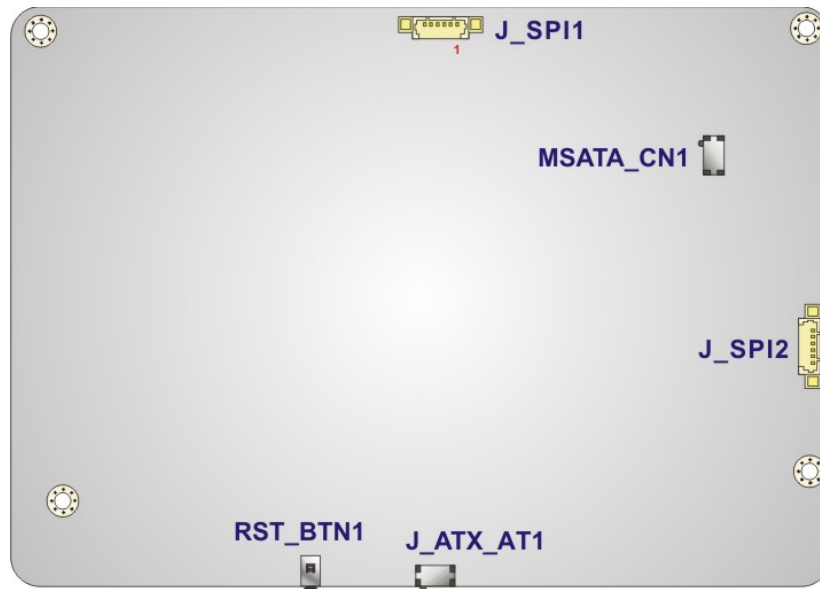 J_SPI1
1
MSATA_CN1
J_SPI2
RST_BTN1
J_ATX_AT1